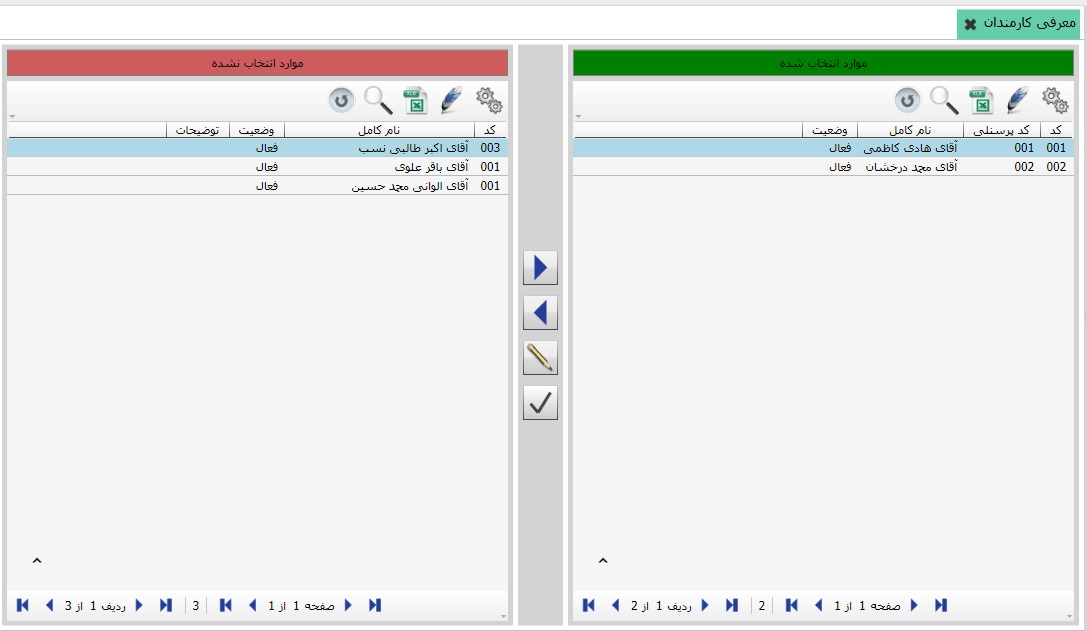 معرفی کارمندان
موارد انتخاب شده
کد کد پرسنلی نام کامل وضعیت
001 001 آقای هادی کاظمی فعال
002 002 آقای محمد درخشان فعال
ردیف 1 از 2
2
صفحه 1 از 1
موارد انتخاب نشده
کد نام کامل وضعیت توضیحات
003 آقای اکبر طالبی نسب فعال
001 آقای باقر علوی فعال
001 آقای الوانی محمد حسین فعال
ردیف 1 از 3
3
صفحه 1 از 1